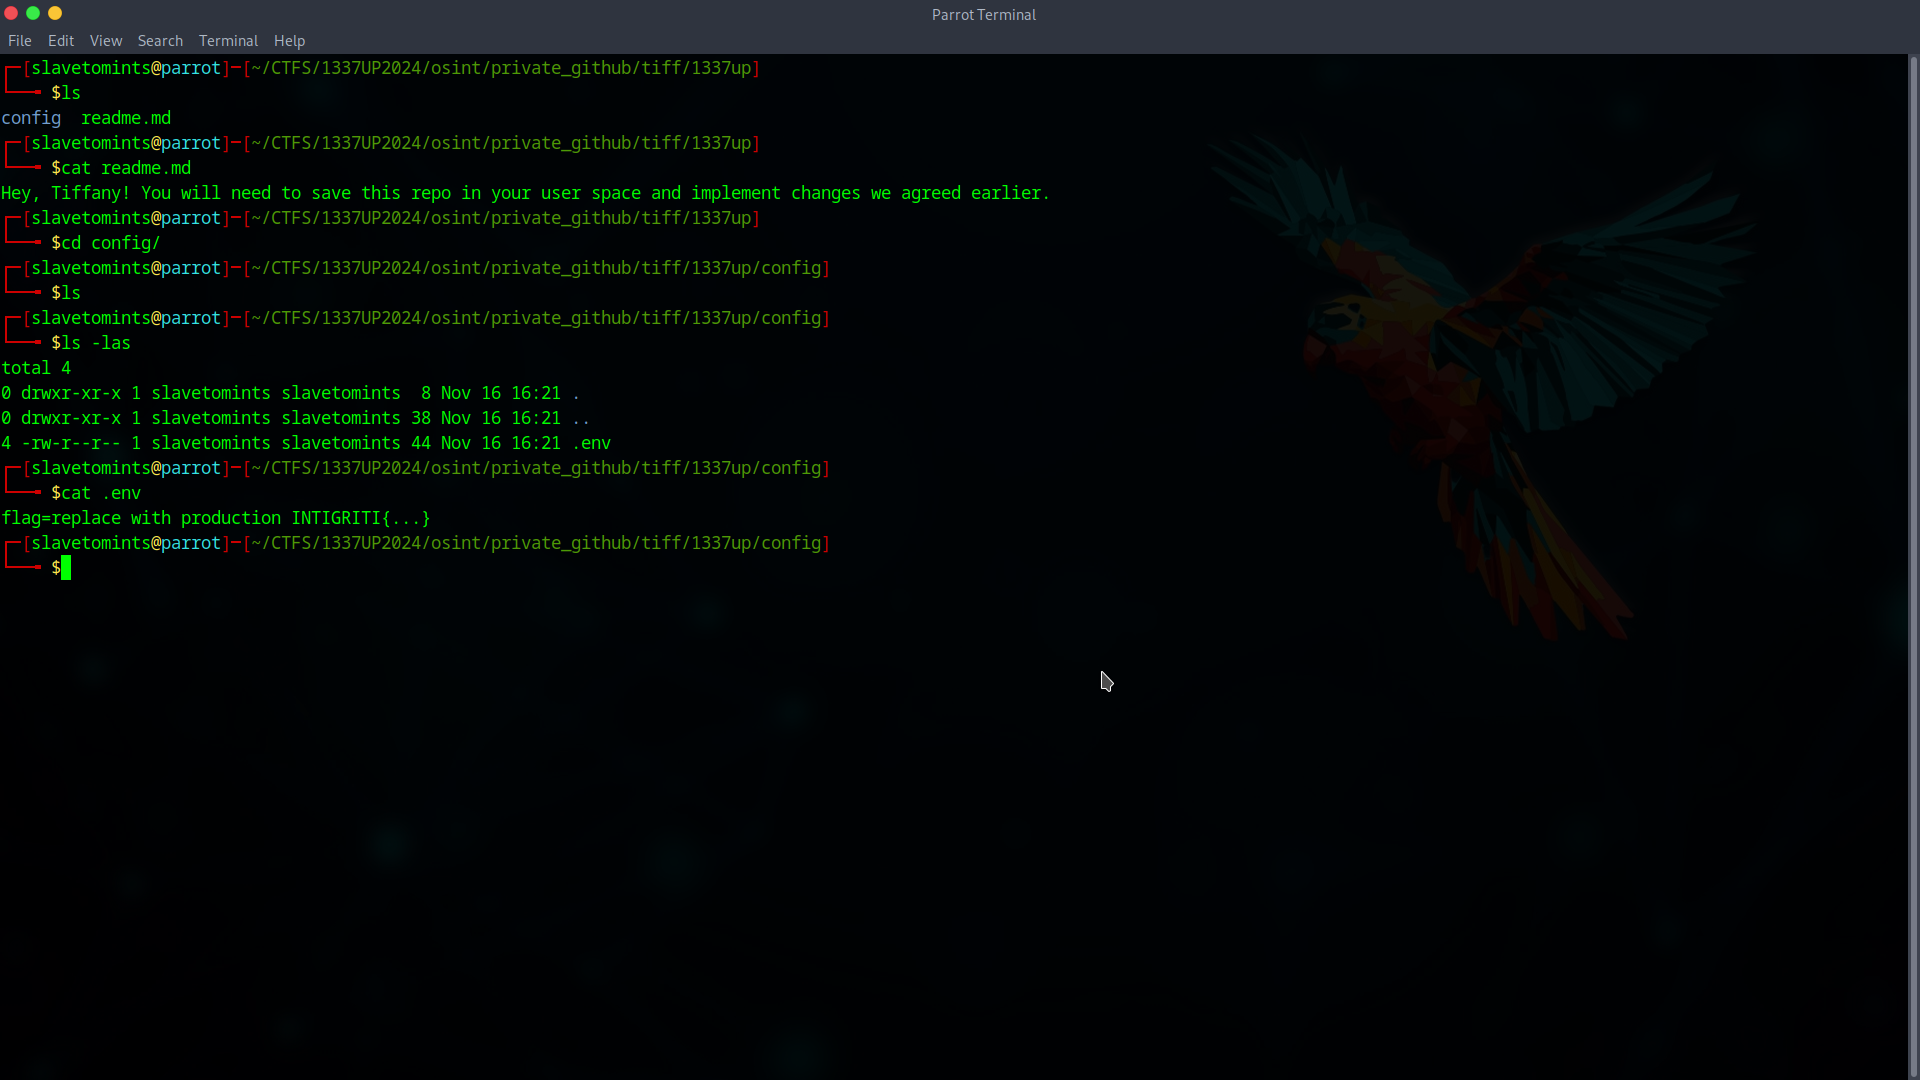 Parrot Terminal
File Edit View Search Terminal Help
┌─[slavetomints@parrot]─[~/CTFS/1337UP2024/osint/private_github/tiff/1337up]
└──╼ $ls
config  readme.md
┌─[slavetomints@parrot]─[~/CTFS/1337UP2024/osint/private_github/tiff/1337up]
└──╼ $cat readme.md
Hey, Tiffany! You will need to save this repo in your user space and implement changes we agreed earlier.
┌─[slavetomints@parrot]─[~/CTFS/1337UP2024/osint/private_github/tiff/1337up]
└──╼ $cd config/
┌─[slavetomints@parrot]─[~/CTFS/1337UP2024/osint/private_github/tiff/1337up/config]
└──╼ $ls
┌─[slavetomints@parrot]─[~/CTFS/1337UP2024/osint/private_github/tiff/1337up/config]
└──╼ $ls -las
total 4
0 drwxr-xr-x 1 slavetomints slavetomints  8 Nov 16 16:21 .
0 drwxr-xr-x 1 slavetomints slavetomints 38 Nov 16 16:21 ..
4 -rw-r--r-- 1 slavetomints slavetomints 44 Nov 16 16:21 .env
┌─[slavetomints@parrot]─[~/CTFS/1337UP2024/osint/private_github/tiff/1337up/config]
└──╼ $cat .env
flag=replace with production INTIGRITI{...}
┌─[slavetomints@parrot]─[~/CTFS/1337UP2024/osint/private_github/tiff/1337up/config]
└──╼ $